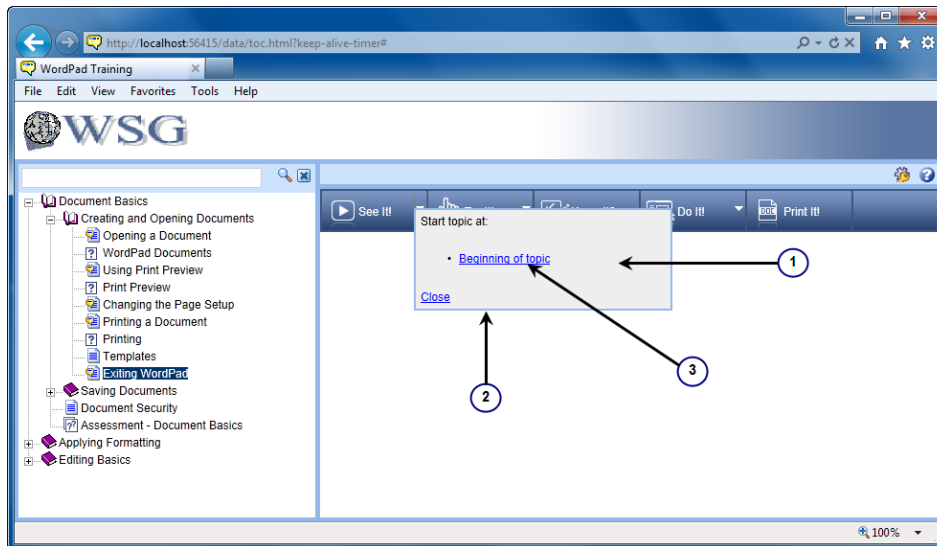 http://localhost:56415/data/toc.html?keep-alive-timer#
WordPad Training
File Edit View Favorites Tools Help
WSG
Document Basics
Creating and Opening Documents
Opening a Document
WordPad Documents
Using Print Preview
Print Preview
Changing the Page Setup
Printing a Document
Printing
Templates
Exiting WordPad
Saving Documents
Document Security
Assessment - Document Basics
Applying Formatting
Editing Basics
See It! Do It! Print It!
Start topic at:
• Beginning of topic
Close
1
2
3
100%